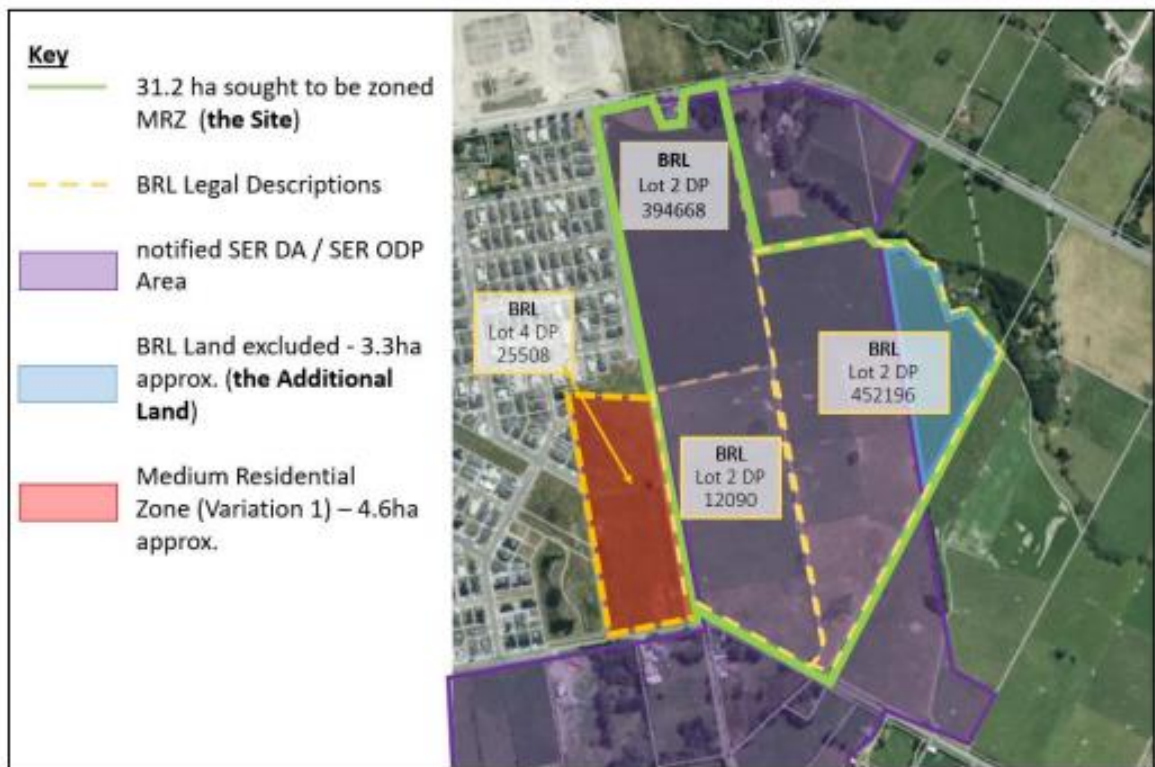 Key
31.2 ha sought to be zoned
MRZ (the Site)
BRL Legal Descriptions
notified SER DA / SER ODP
Area
BRL Land excluded - 3.3ha
approx. (the Additional
Land)
Medium Residential
Zone (Variation 1) – 4.6ha
approx.
BRL
Lot 2 DP
394668
BRL
Lot 4 DP
25508
BRL
Lot 2 DP
452196
BRL
Lot 2 DP
12090